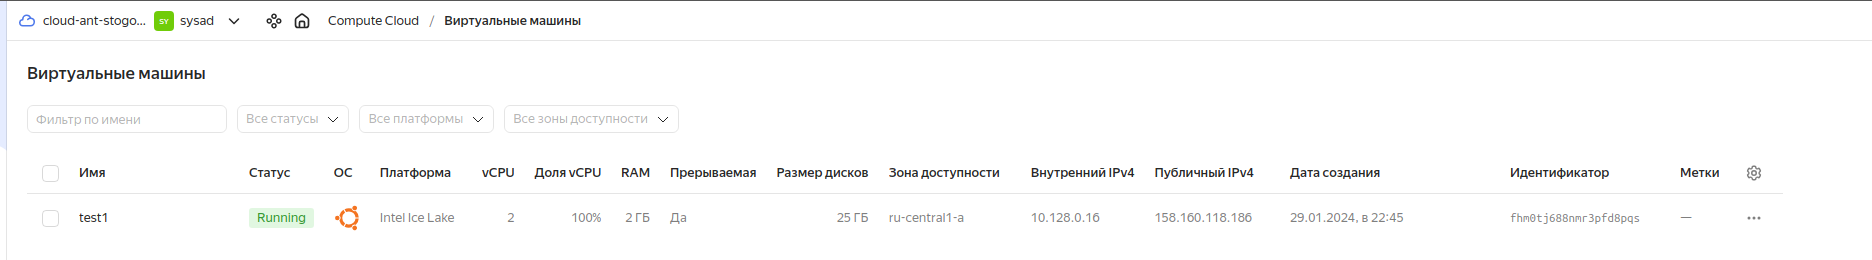 cloud-ant-stogo... SY sysad Compute Cloud / Виртуальные машины
Виртуальные машины
Фильтр по имени Все статусы Все платформы Все зоны доступности
Имя Статус ОС Платформа vCPU Доля vCPU RAM Прерываемая Размер дисков Зона доступности Внутренний IPv4 Публичный IPv4 Дата создания Идентификатор Метки
test1 Running Intel Ice Lake 2 100% 2 ГБ Да 25 ГБ ru-central1-a 10.128.0.16 158.160.118.186 29.01.2024, в 22:45 fhm0tj688nmr3pfd8pqs —